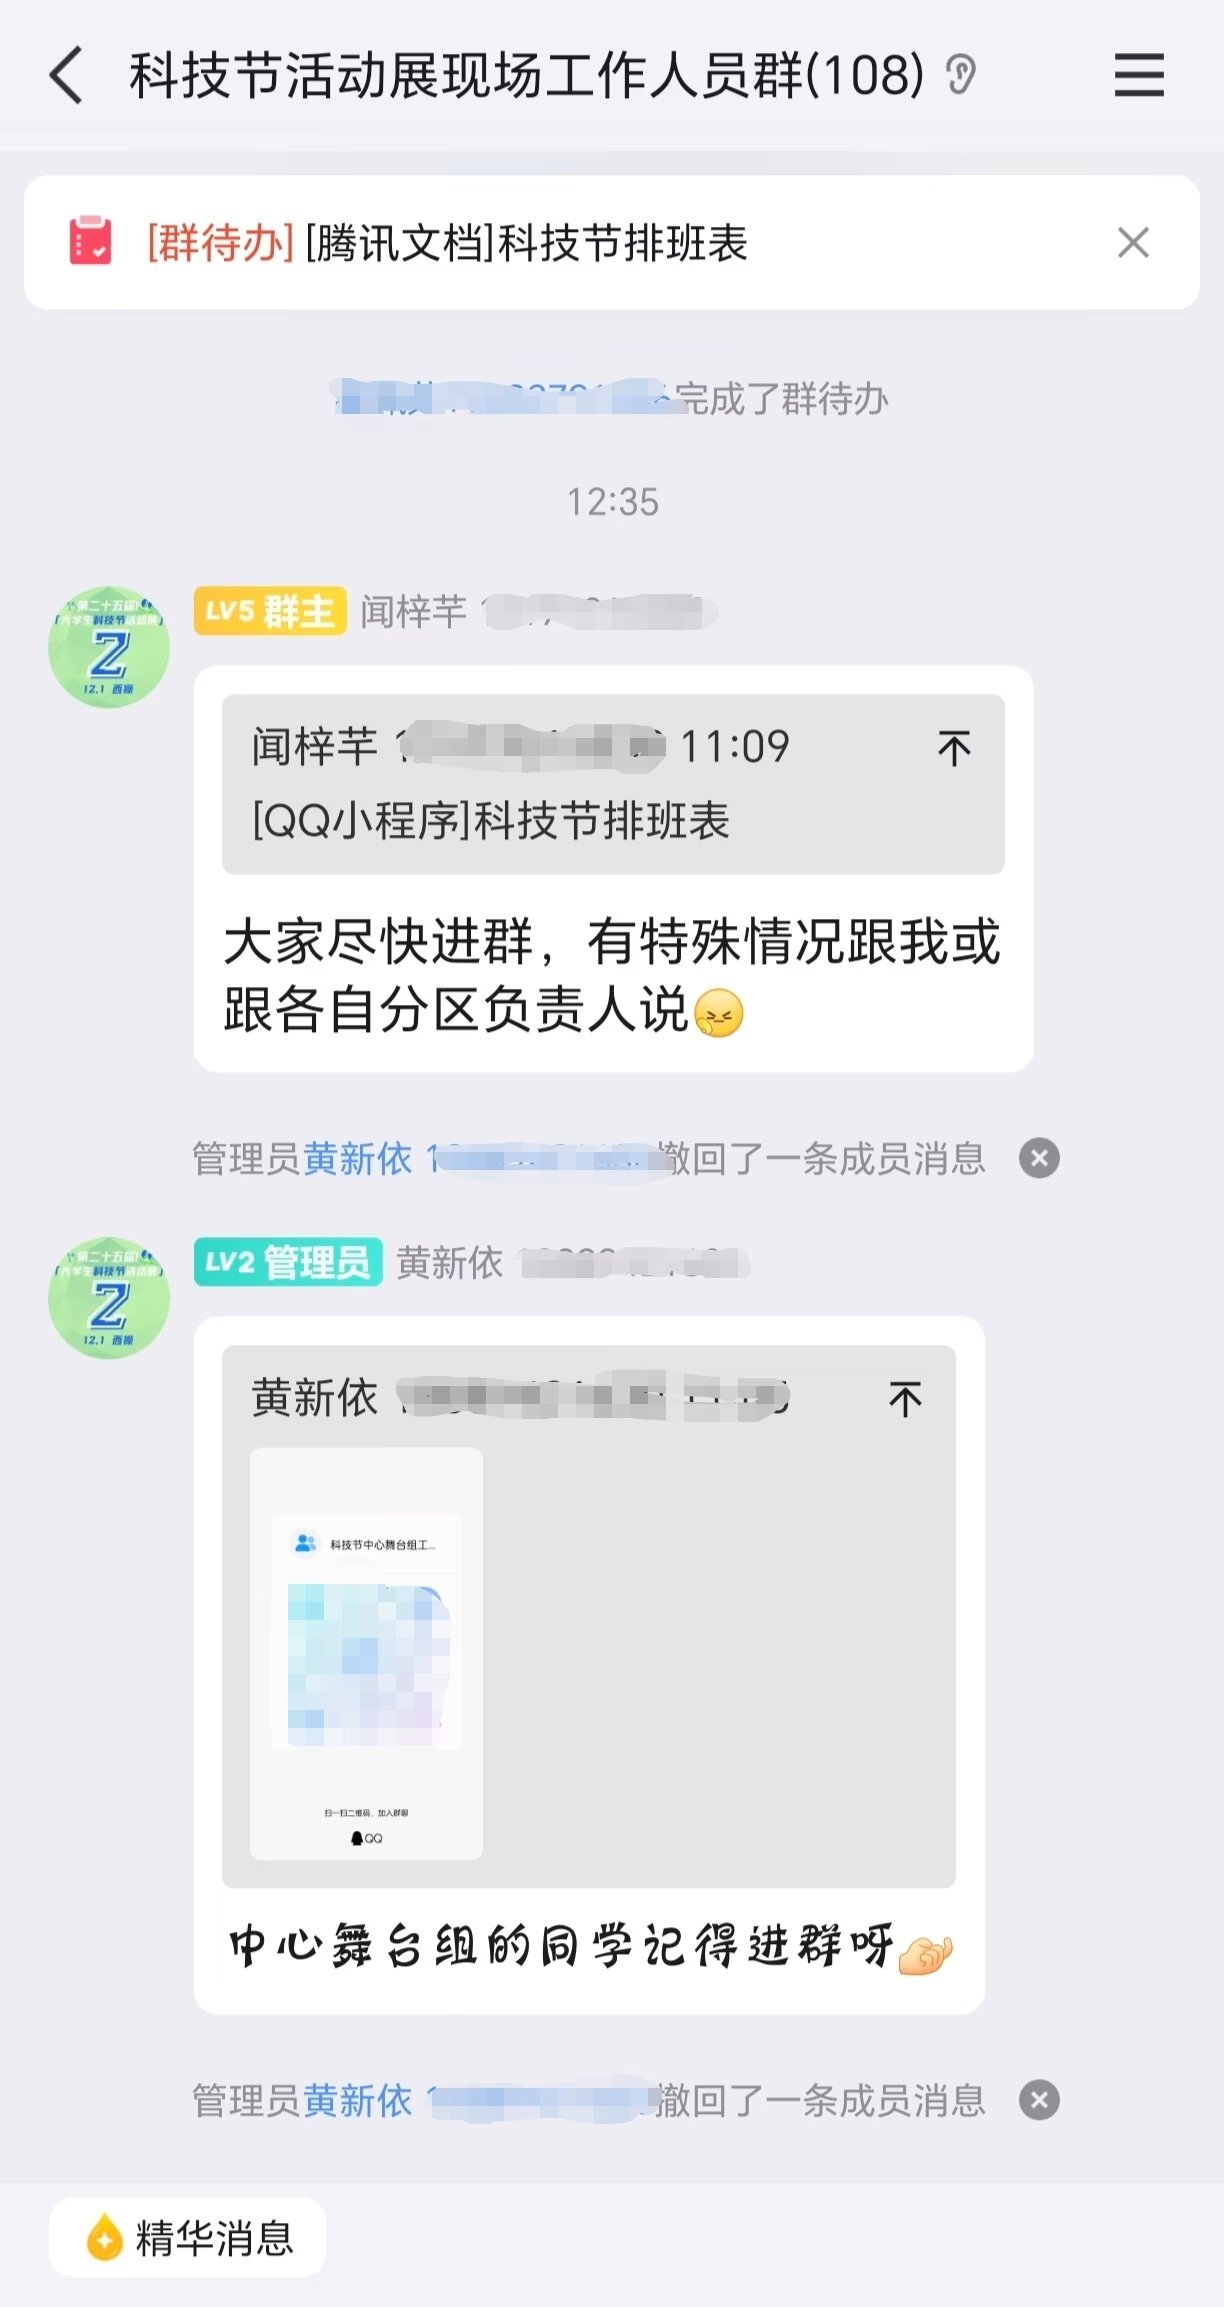 科技节活动展现场工作人员群(108)
[群待办][腾讯文档]科技节排班表
完成了群待办
12:35
第二十五届
大学生科技节活动展
Z
12.1 西操
LV5 群主 闻梓芊
闻梓芊 11:09
[QQ小程序]科技节排班表
大家尽快进群，有特殊情况跟我或
跟各自分区负责人说
管理员黄新依 撤回了一条成员消息
第二十五届
大学生科技节活动展
Z
12.1 西操
LV2 管理员 黄新依
黄新依
科技节中心舞台组工...
扫一扫二维码，加入群聊
QQ
中心舞台组的同学记得进群呀
管理员黄新依 撤回了一条成员消息
精华消息